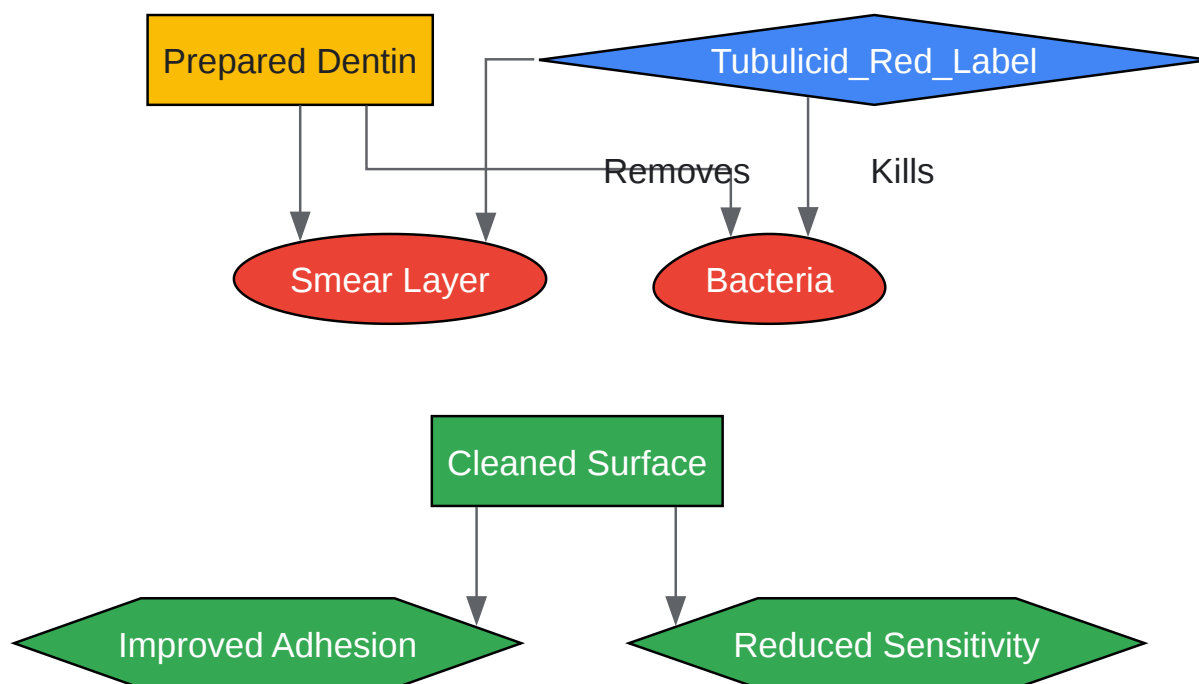 Prepared Dentin
Tubulicid_Red_Label
Removes
Kills
Smear Layer
Bacteria
Cleaned Surface
Improved Adhesion
Reduced Sensitivity